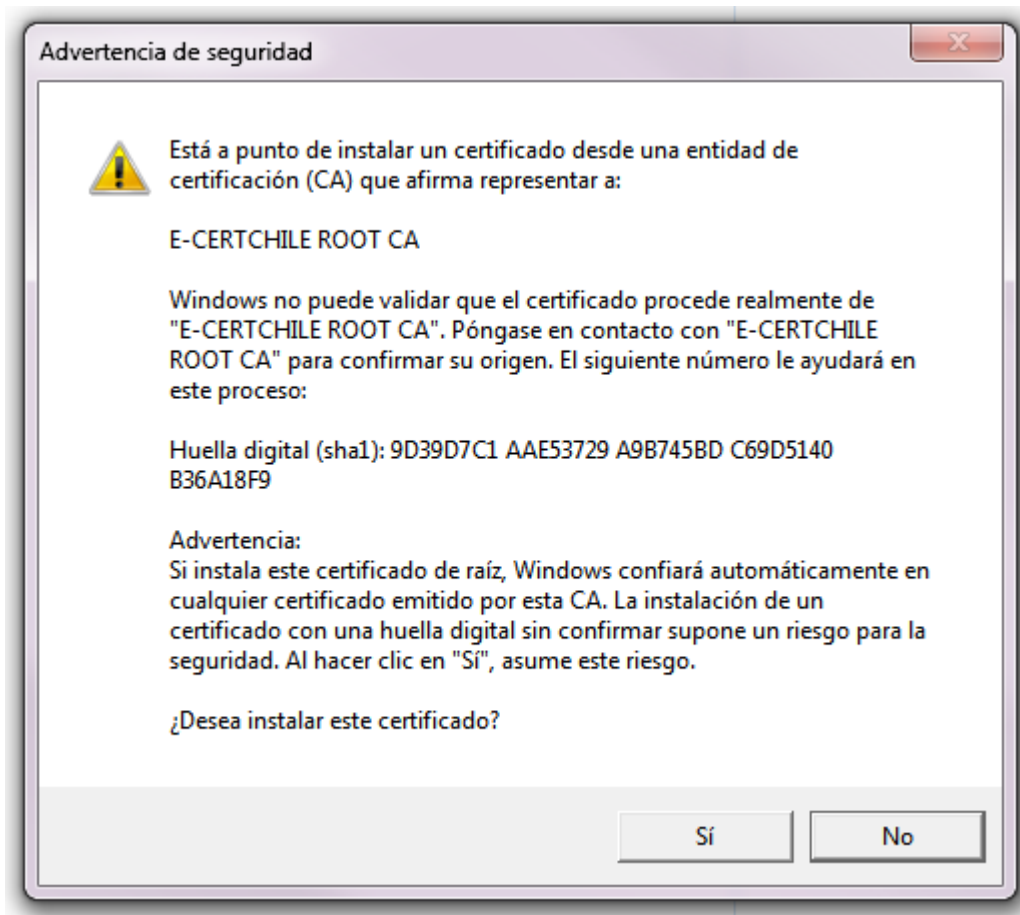 Advertencia de seguridad
Está a punto de instalar un certificado desde una entidad de
certificación (CA) que afirma representar a:
E-CERTCHILE ROOT CA
Windows no puede validar que el certificado procede realmente de
"E-CERTCHILE ROOT CA". Póngase en contacto con "E-CERTCHILE
ROOT CA" para confirmar su origen. El siguiente número le ayudará en
este proceso:
Huella digital (sha1): 9D39D7C1 AAE53729 A9B745BD C69D5140
B36A18F9
Advertencia:
Si instala este certificado de raíz, Windows confiará automáticamente en
cualquier certificado emitido por esta CA. La instalación de un
certificado con una huella digital sin confirmar supone un riesgo para la
seguridad. Al hacer clic en "Sí", asume este riesgo.
¿Desea instalar este certificado?
Sí No